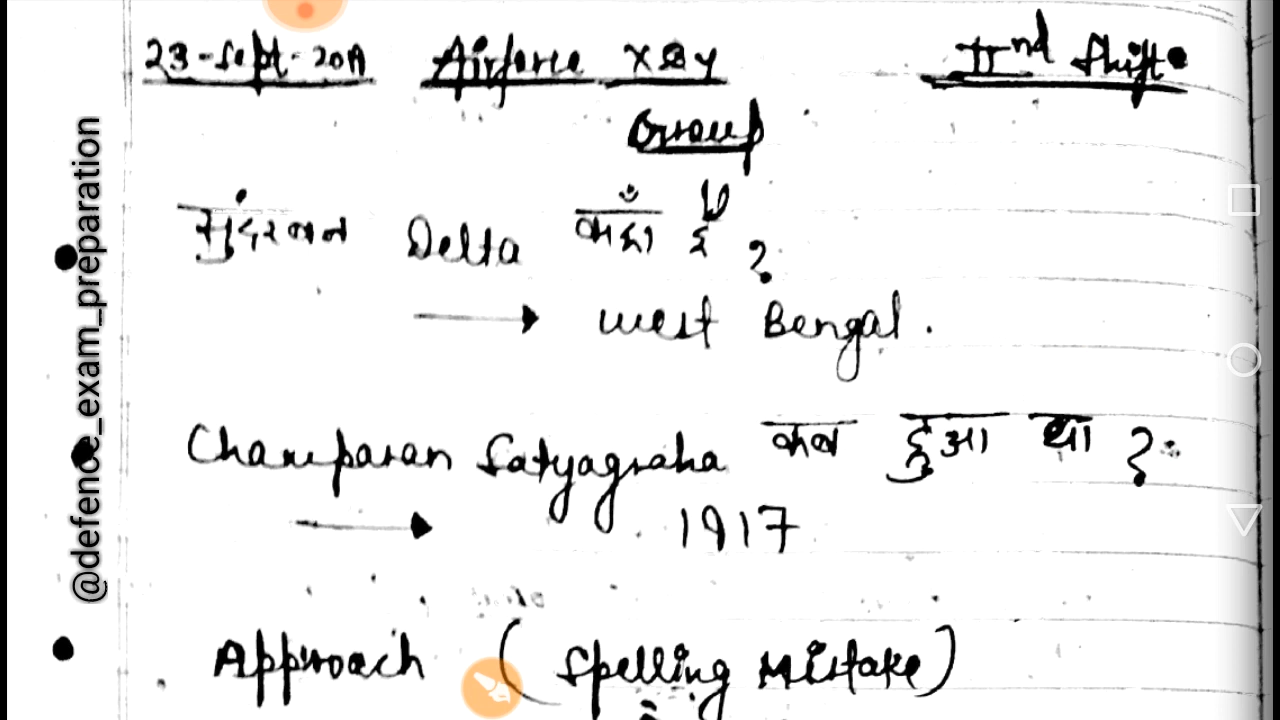 23-Sept-2019 Airforce X&Y IInd Shift
Group
सुंदरबन Delta कहाँ है ?
→ West Bengal.
Champaran Satyagraha कब हुआ था ?
→ 1917
Approach (Spelling Mistake)
@defence_exam_preparation